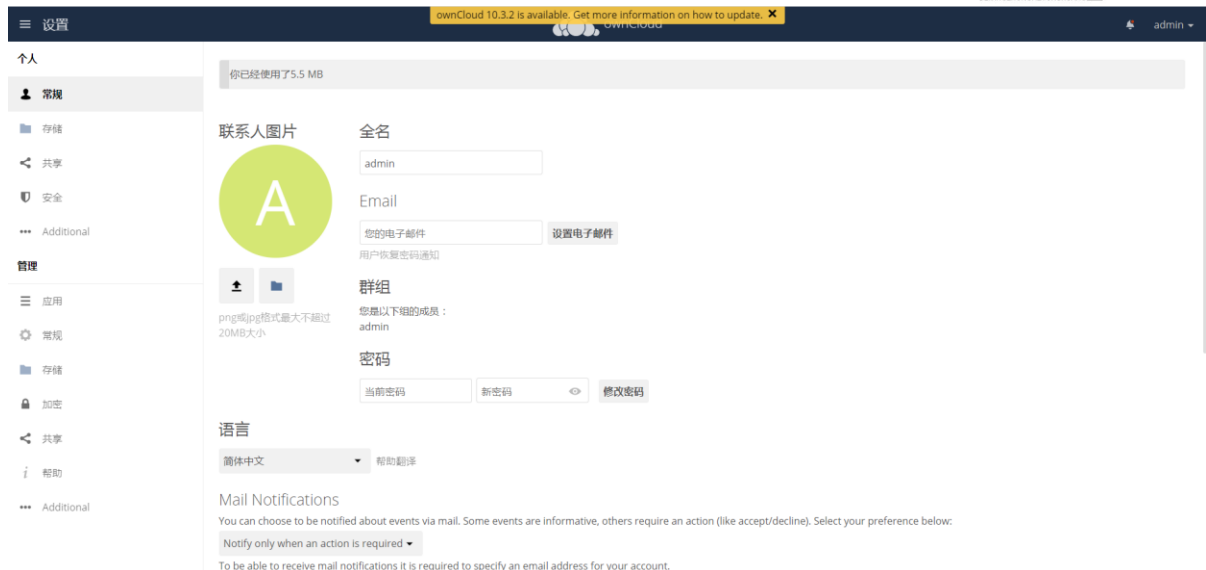 ownCloud 10.3.2 is available. Get more information on how to update. ×
设置
ownCloud
admin
个人
常规
存储
共享
安全
Additional
管理
应用
常规
存储
加密
共享
帮助
Additional
你已经使用了5.5 MB
联系人图片
A
png或jpg格式最大不超过
20MB大小
全名
admin
Email
您的电子邮件 设置电子邮件
用户恢复密码通知
群组
您是以下组的成员：
admin
密码
当前密码 新密码 修改密码
语言
简体中文 帮助翻译
Mail Notifications
You can choose to be notified about events via mail. Some events are informative, others require an action (like accept/decline). Select your preference below:
Notify only when an action is required
To be able to receive mail notifications it is required to specify an email address for your account.